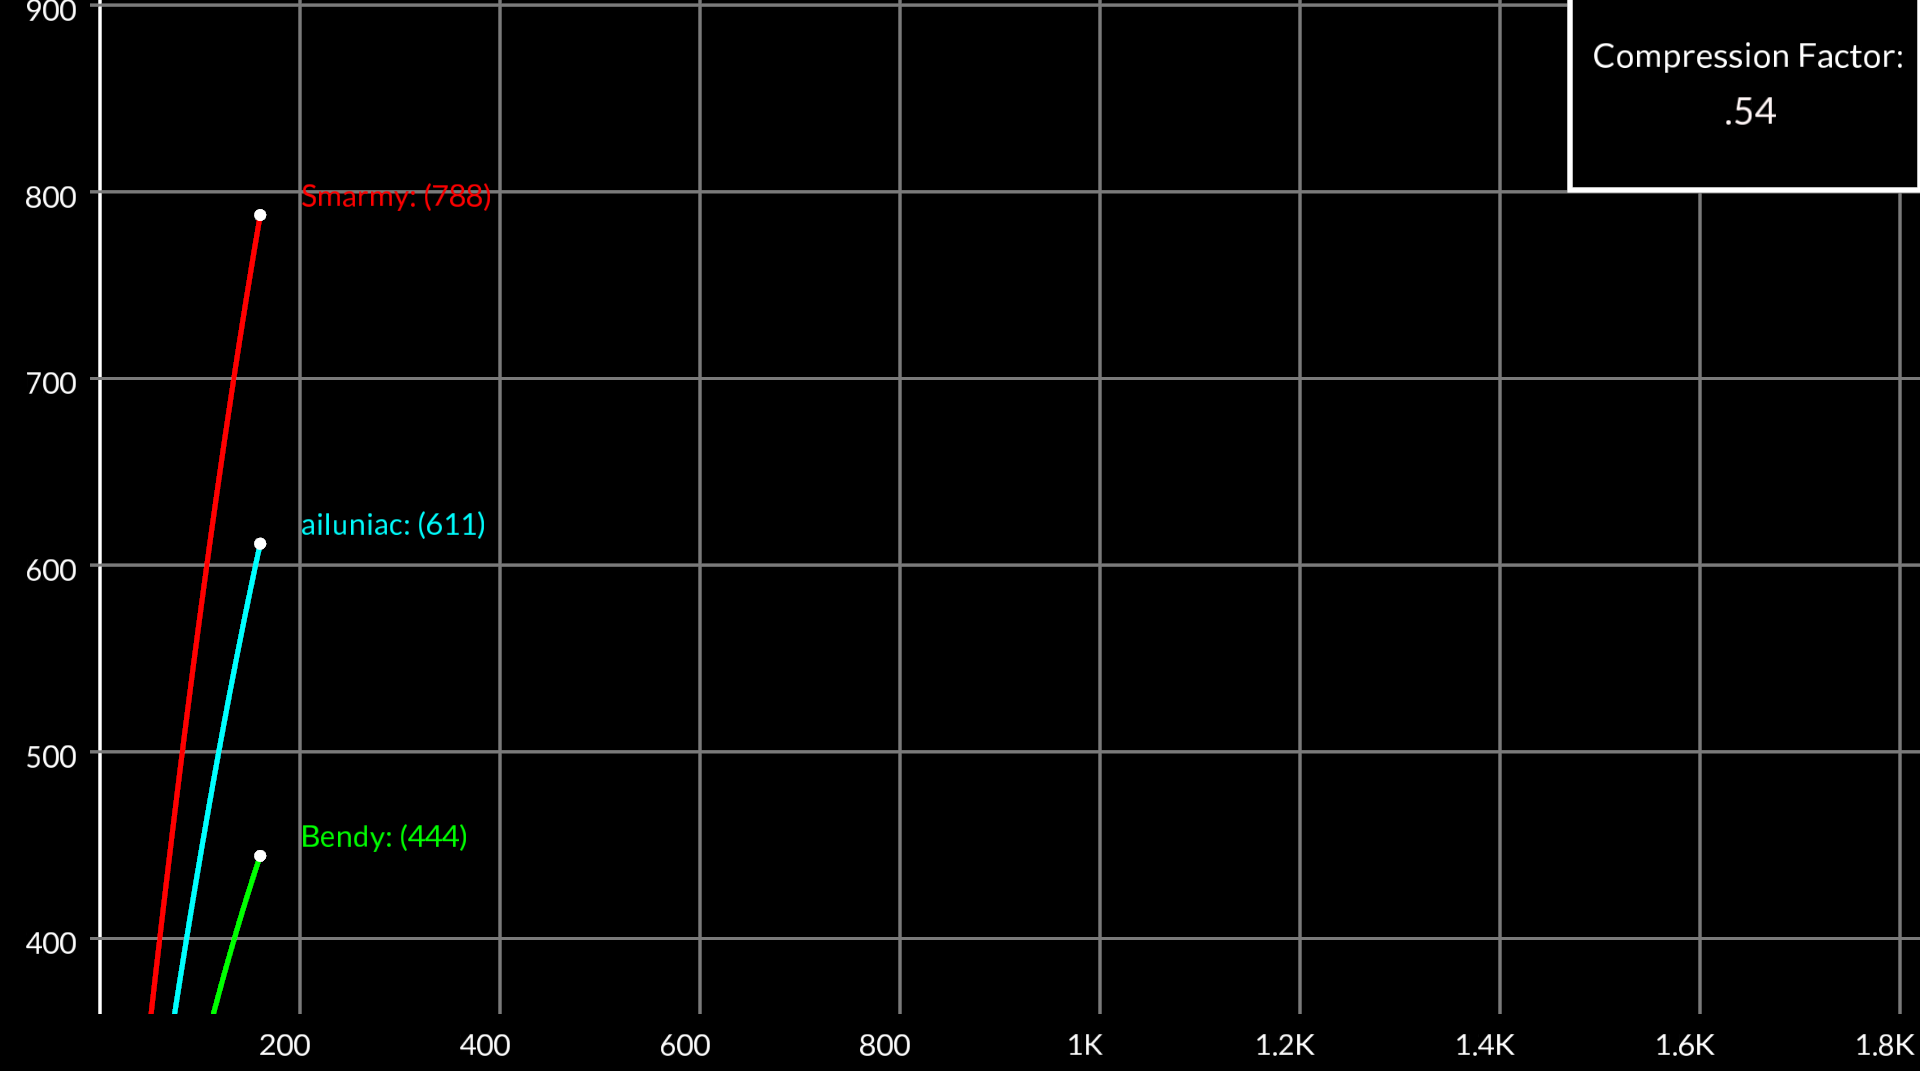 900
Compression Factor:
.54
800
Smarmy: (788)
700
ailuniac: (611)
600
500
Bendy: (444)
400
200 400 600 800 1K 1.2K 1.4K 1.6K 1.8K